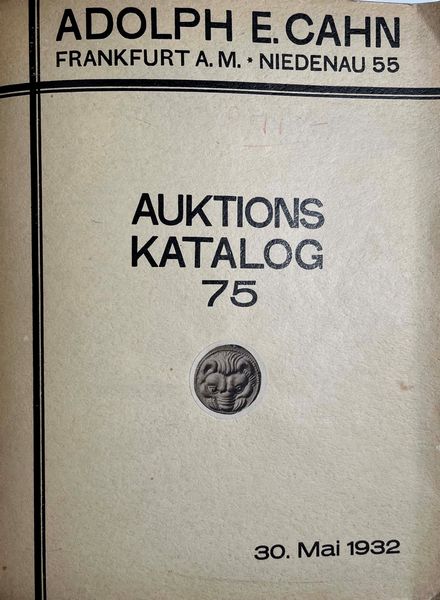 ADOLPH E. CAHN
FRANKFURT A. M. * NIEDENAU 55
AUKTIONS
KATALOG
75
30. Mai 1932